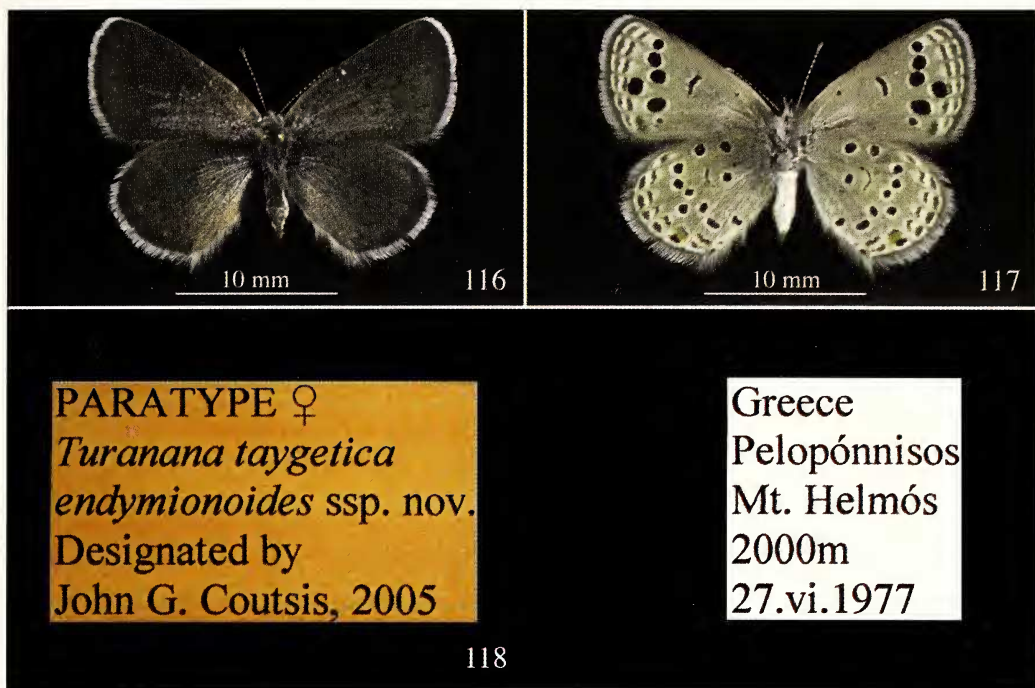 10 mm 116
10 mm 117
PARATYPE ♀
Turanana taygetica
endymionoides ssp. nov.
Designated by
John G. Coutsis, 2005
Greece
Pelopónnisos
Mt. Helmós
2000m
27.vi.1977
118